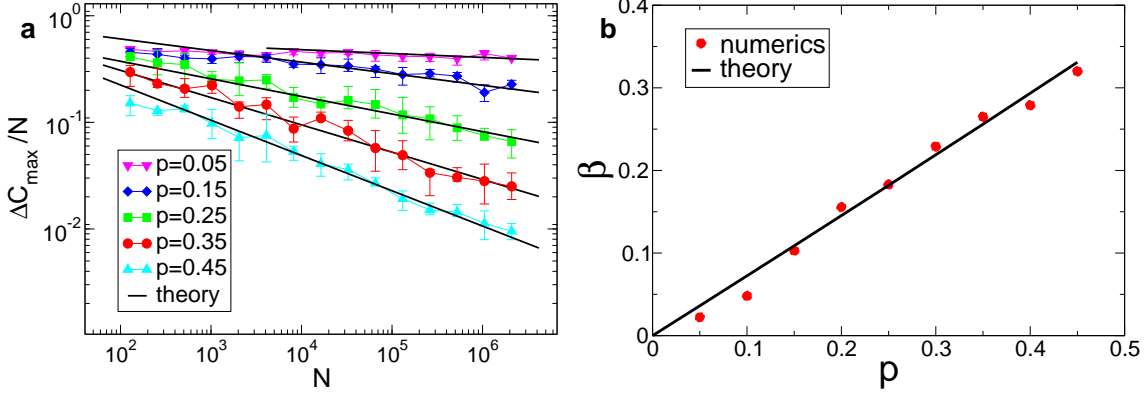 a
10^0
10^-1
10^-2
ΔC_max/N
p=0.05
p=0.15
p=0.25
p=0.35
p=0.45
theory
10^2 10^3 10^4 10^5 10^6
N
b
0.4
0.3
0.2
0.1
0
β
numerics
theory
0 0.1 0.2 0.3 0.4 0.5
p